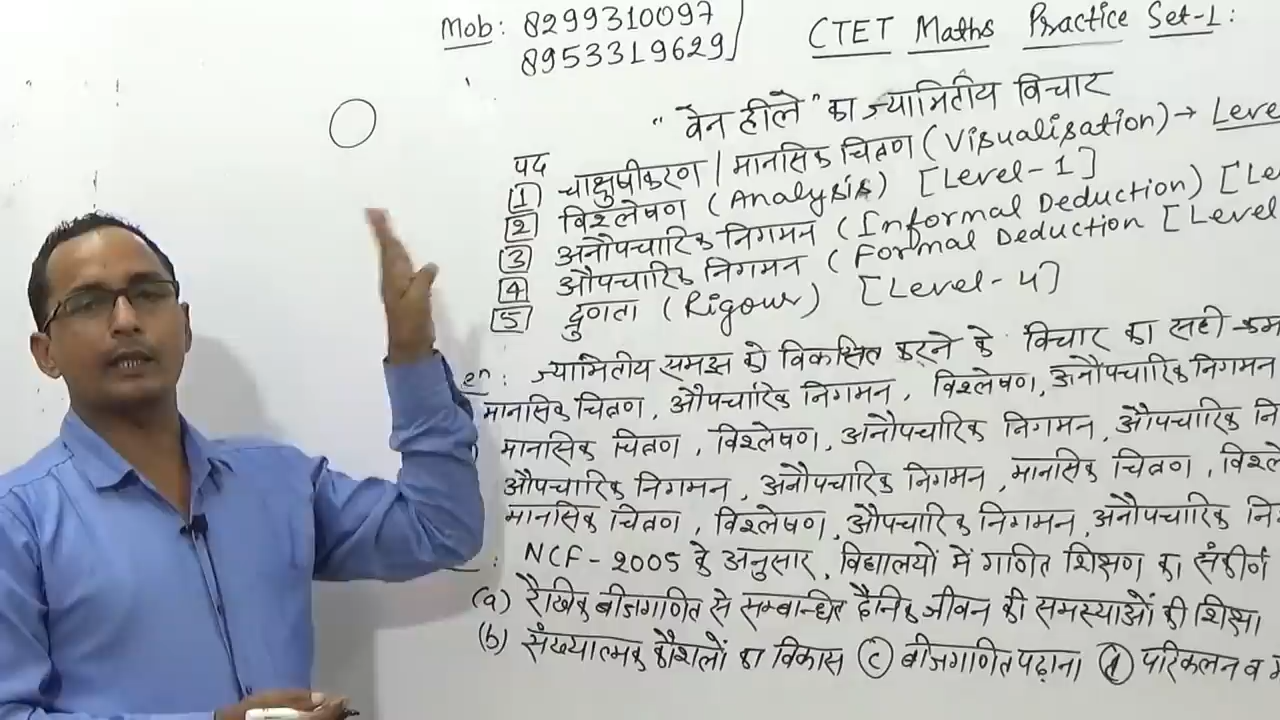 Mob: 8299310097
8953319629
CTET Maths Practice Set-1:
"वेन हीले" का ज्यामितीय विचार
पद
[1] चाक्षुषीकरण | मानसिक चित्रण (Visualisation) → Leve
[2] विश्लेषण (Analysis) [Level-1]
[3] अनौपचारिक निगमन (Informal Deduction) [Le
[4] औपचारिक निगमन (Formal Deduction [Level
[5] दृणता (Rigour) [Level-4]
en: ज्यामितीय समझ को विकसित करने के विचार का सही क्रम
मानसिक चित्रण, औपचारिक निगमन, विश्लेषण, अनौपचारिक निगमन
मानसिक चित्रण, विश्लेषण, अनौपचारिक निगमन, औपचारिक नि
औपचारिक निगमन, अनौपचारिक निगमन, मानसिक चित्रण, विश्ले
मानसिक चित्रण, विश्लेषण, औपचारिक निगमन, अनौपचारिक नि
: NCF-2005 के अनुसार, विद्यालयों में गणित शिक्षण का संकीर्ण
(a) रैखिक बीजगणित से सम्बन्धित दैनिक जीवन की समस्याओं की शिक्षा
(b) संख्यात्मक कौशलों का विकास (c) बीजगणित पढ़ाना (d) परिकलन व म